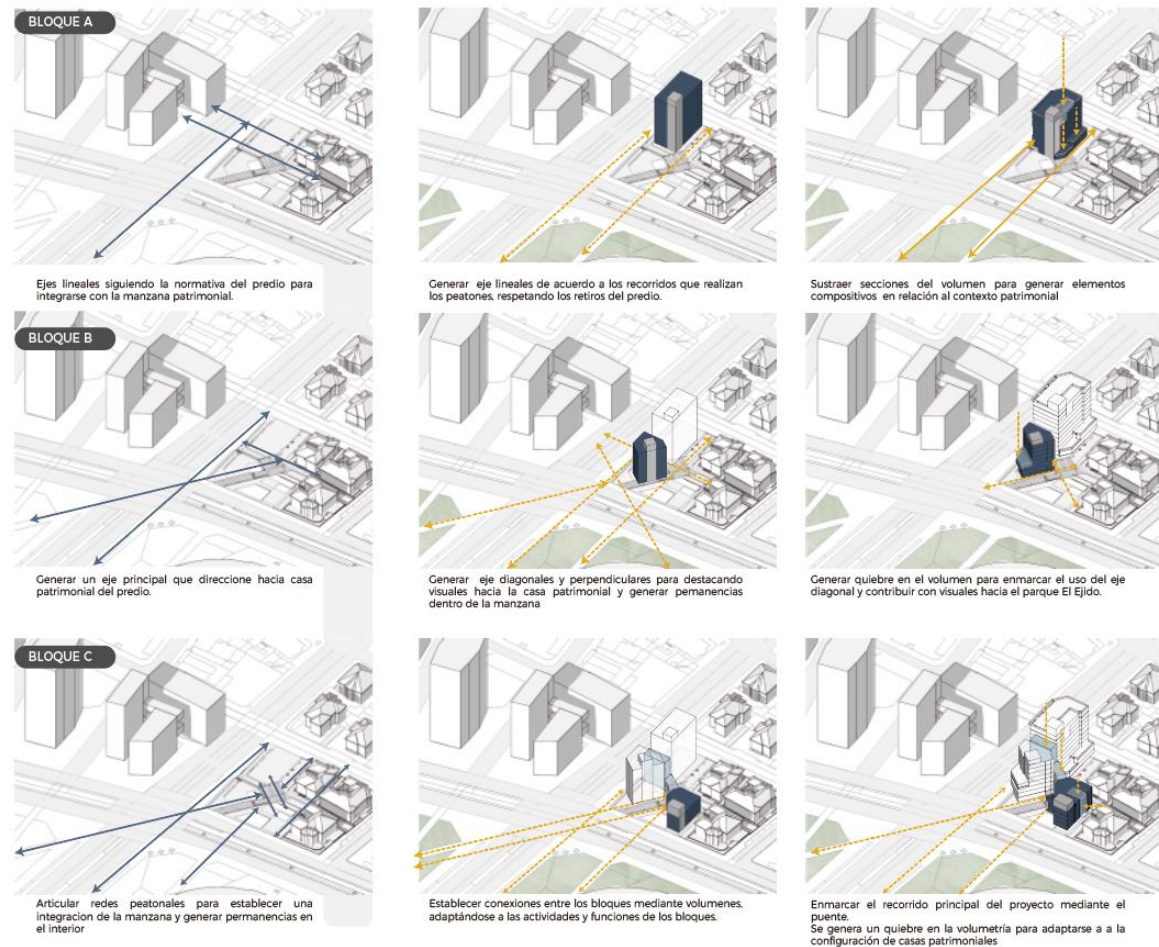 BLOQUE A
Ejes lineales siguiendo la normativa del predio para
integrarse con la manzana patrimonial.
Generar eje lineales de acuerdo a los recorridos que realizan
los peatones, respetando los retiros del predio.
Sustraer secciones del volumen para generar elementos
compositivos en relación al contexto patrimonial
BLOQUE B
Generar un eje principal que direccione hacia casa
patrimonial del predio.
Generar eje diagonales y perpendiculares para destacando
visuales hacia la casa patrimonial y generar pemanencias
dentro de la manzana
Generar quiebre en el volumen para enmarcar el uso del eje
diagonal y contribuir con visuales hacia el parque El Ejido.
BLOQUE C
Articular redes peatonales para establecer una
integracion de la manzana y generar permanencias en
el interior
Establecer conexiones entre los bloques mediante volumenes,
adaptándose a las actividades y funciones de los bloques.
Enmarcar el recorrido principal del proyecto mediante el
puente.
Se genera un quiebre en la volumetría para adaptarse a a la
configuración de casas patrimoniales